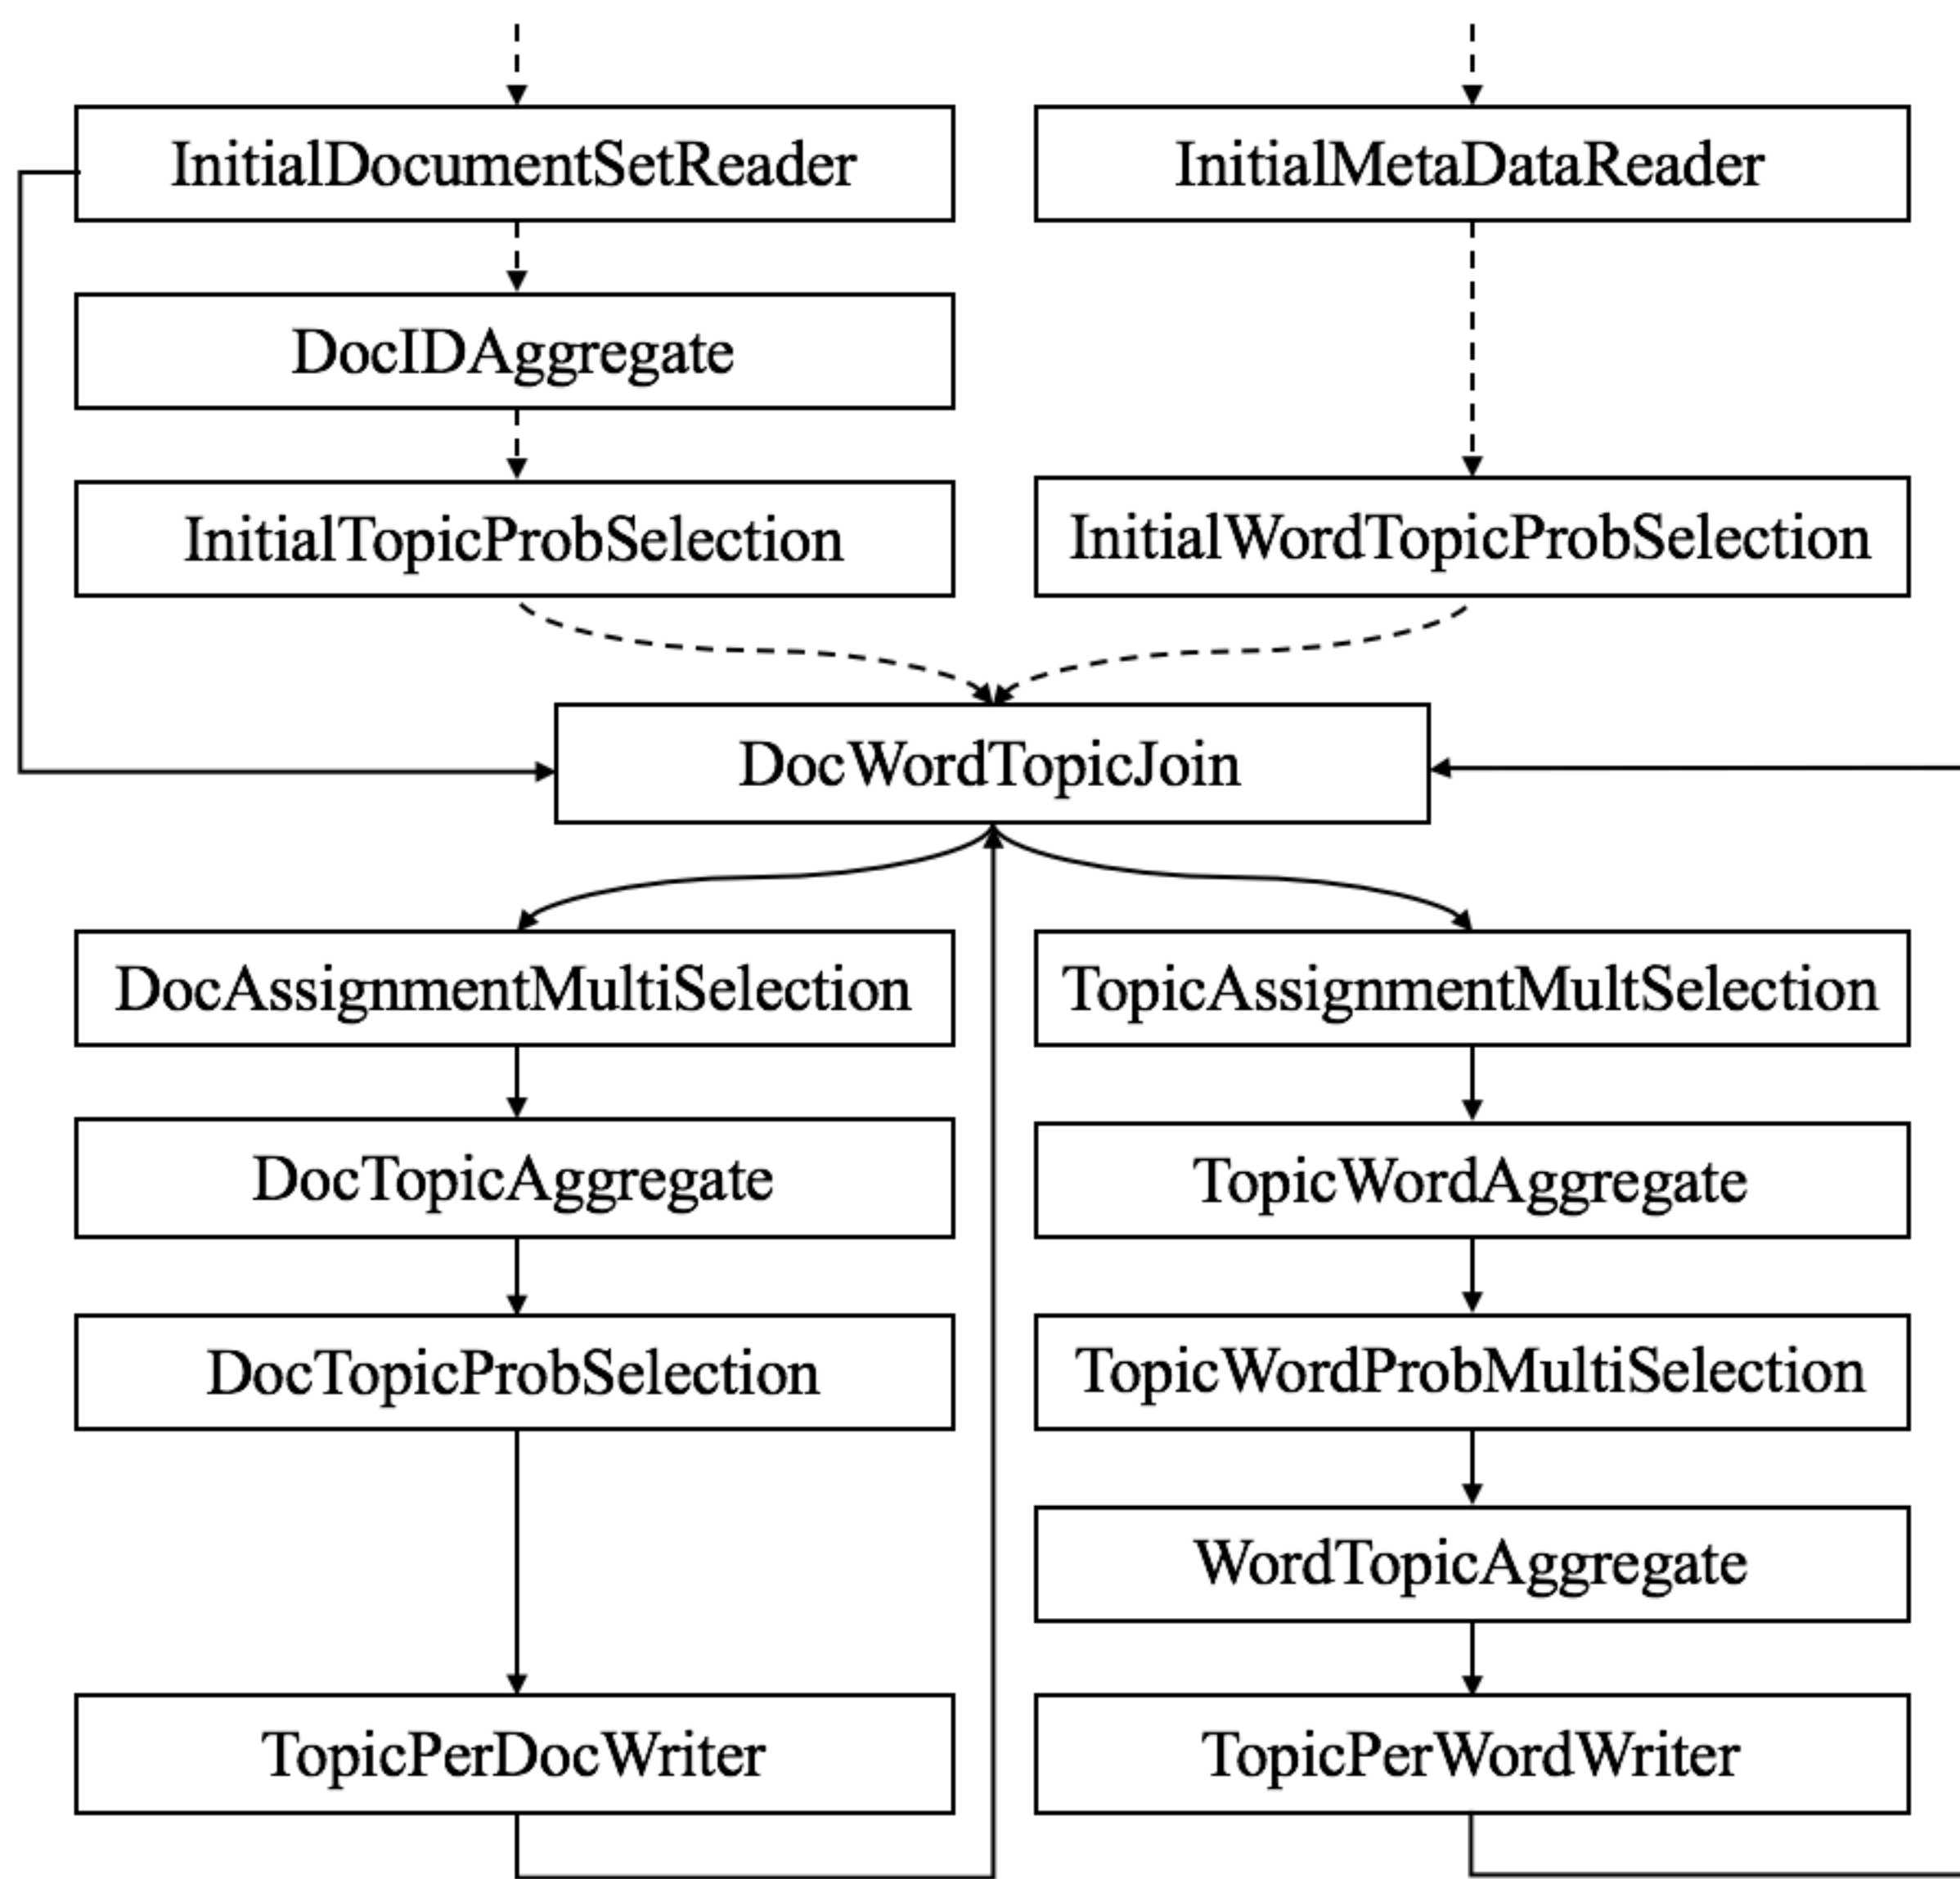 InitialDocumentSetReader
InitialMetaDataReader
DocIDAggregate
InitialTopicProbSelection
InitialWordTopicProbSelection
DocWordTopicJoin
DocAssignmentMultiSelection
TopicAssignmentMultSelection
DocTopicAggregate
TopicWordAggregate
DocTopicProbSelection
TopicWordProbMultiSelection
WordTopicAggregate
TopicPerDocWriter
TopicPerWordWriter